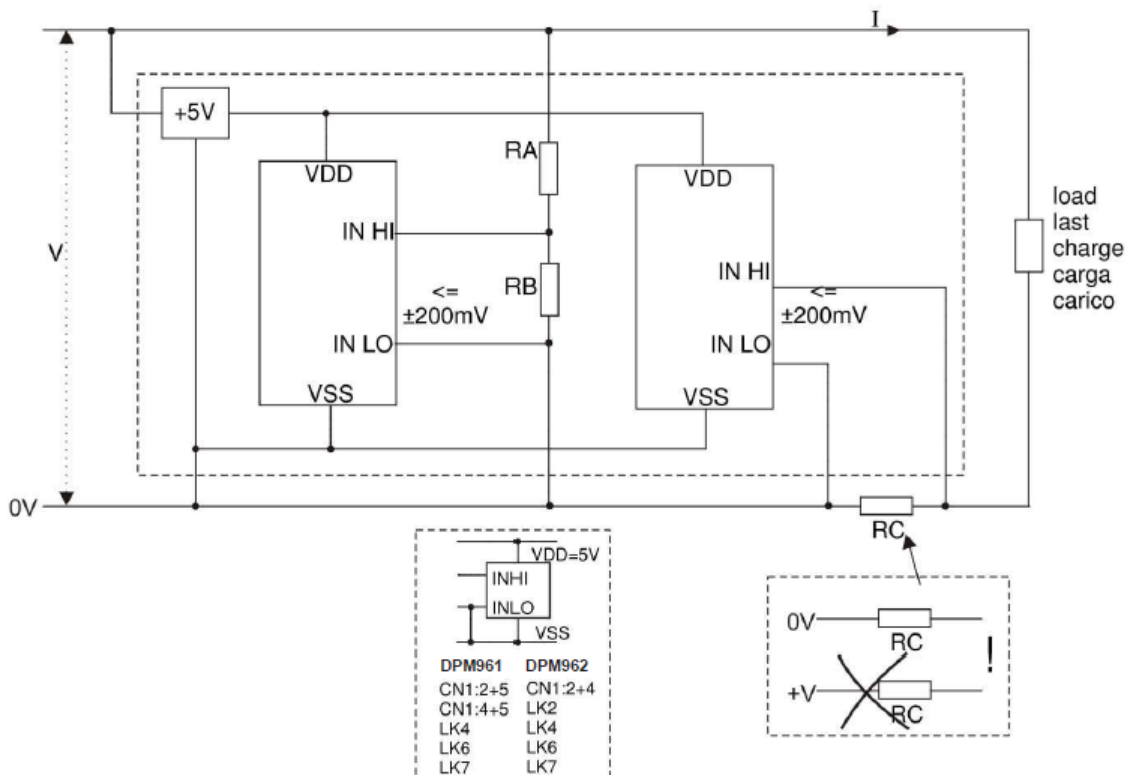 I
+5V
RA
VDD
VDD
load
last
charge
carga
carico
V
IN HI
RB
<=
±200mV
IN HI
<=
±200mV
IN LO
IN LO
VSS
VSS
0V
RC
VDD=5V
INHI
INLO
VSS
DPM961 DPM962
CN1:2+5 CN1:2+4
CN1:4+5 LK2
LK4 LK4
LK6 LK6
LK7 LK7
0V
RC
!
+V
RC